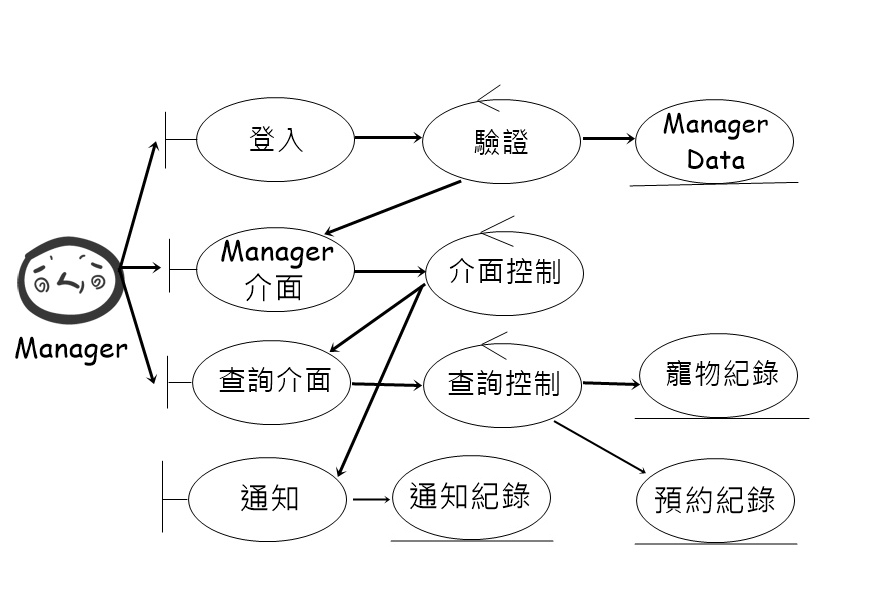 登入
驗證
Manager
Data
Manager
介面
介面控制
Manager
查詢介面
查詢控制
寵物紀錄
通知
通知紀錄
預約紀錄